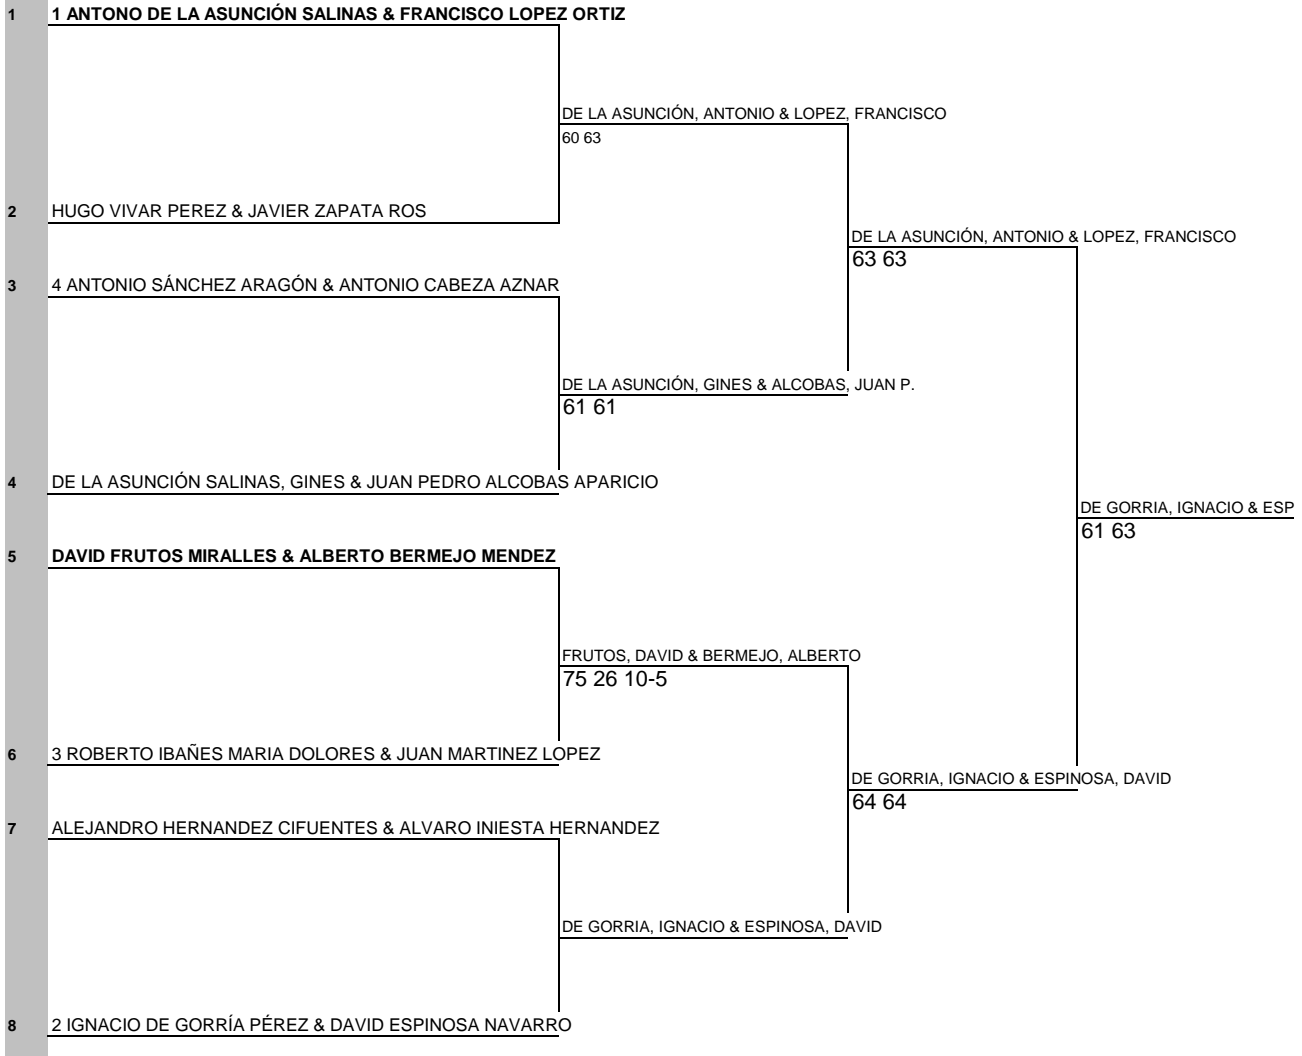 1 1 ANTONO DE LA ASUNCIÓN SALINAS & FRANCISCO LOPEZ ORTIZ
DE LA ASUNCIÓN, ANTONIO & LOPEZ, FRANCISCO
60 63
2 HUGO VIVAR PEREZ & JAVIER ZAPATA ROS
DE LA ASUNCIÓN, ANTONIO & LOPEZ, FRANCISCO
63 63
3 4 ANTONIO SÁNCHEZ ARAGÓN & ANTONIO CABEZA AZNAR
DE LA ASUNCIÓN, GINES & ALCOBAS, JUAN P.
61 61
4 DE LA ASUNCIÓN SALINAS, GINES & JUAN PEDRO ALCOBAS APARICIO
DE GORRIA, IGNACIO & ESP
61 63
5 DAVID FRUTOS MIRALLES & ALBERTO BERMEJO MENDEZ
FRUTOS, DAVID & BERMEJO, ALBERTO
75 26 10-5
6 3 ROBERTO IBAÑES MARIA DOLORES & JUAN MARTINEZ LOPEZ
DE GORRIA, IGNACIO & ESPINOSA, DAVID
64 64
7 ALEJANDRO HERNANDEZ CIFUENTES & ALVARO INIESTA HERNANDEZ
DE GORRIA, IGNACIO & ESPINOSA, DAVID
8 2 IGNACIO DE GORRÍA PÉREZ & DAVID ESPINOSA NAVARRO